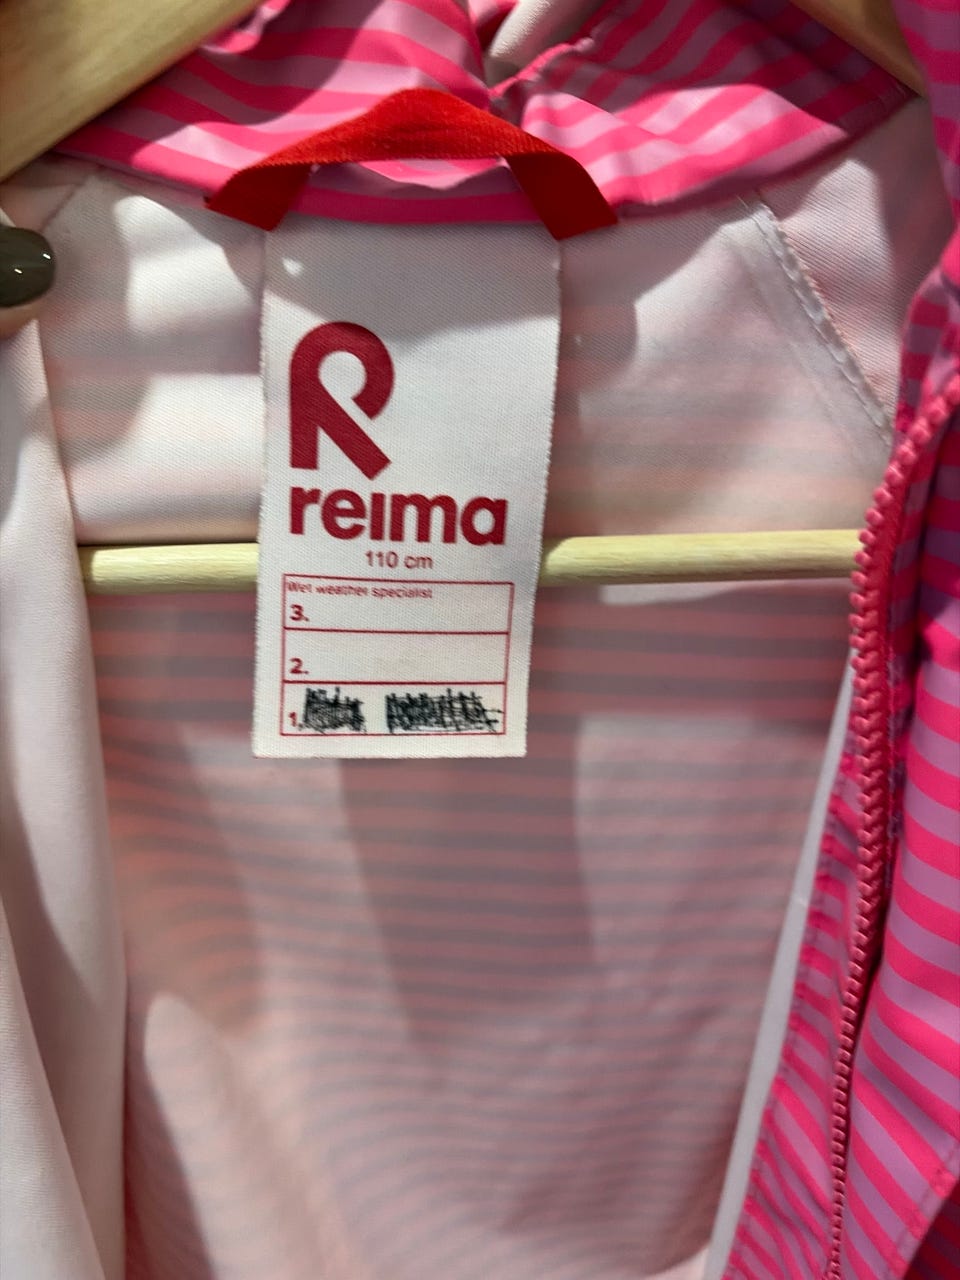 reima
110 cm
Wet weather specialist
3.
2.
1.